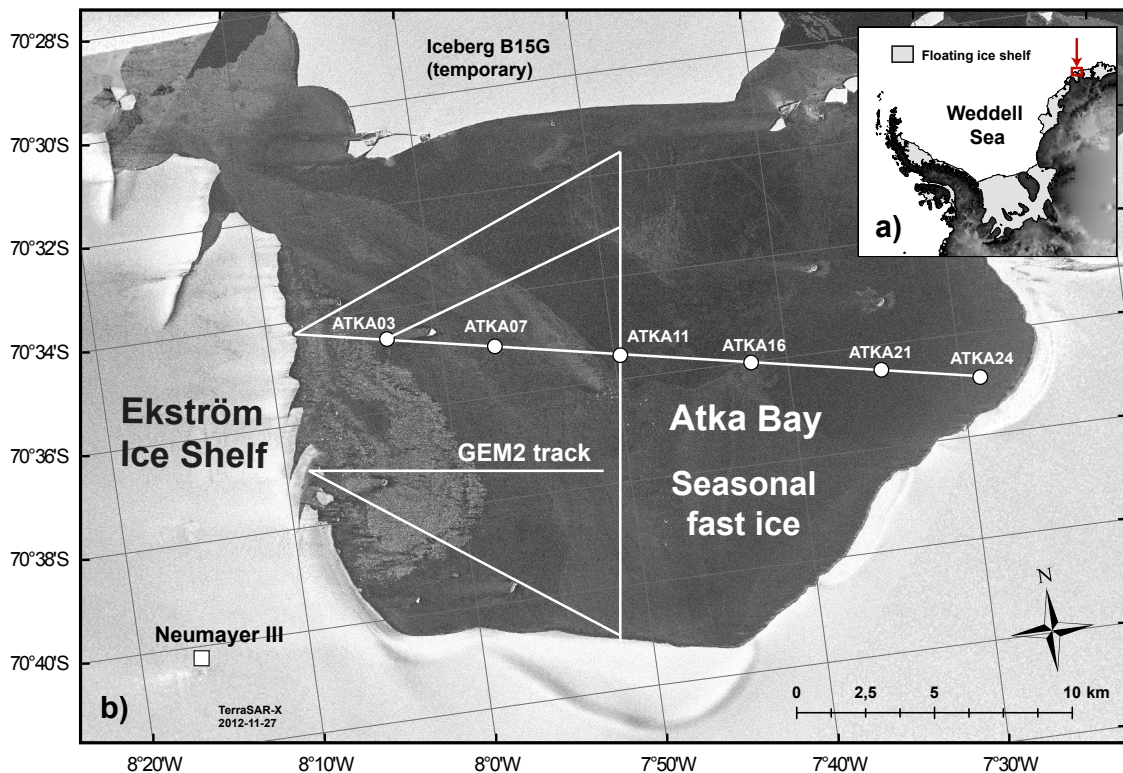 70°28'S
70°30'S
70°32'S
70°34'S
70°36'S
70°38'S
70°40'S
Iceberg B15G
(temporary)
Floating ice shelf
Weddell
Sea
a)
ATKA03
ATKA07
ATKA11
ATKA16
ATKA21
ATKA24
Ekström
Ice Shelf
GEM2 track
Atka Bay
Seasonal
fast ice
Neumayer III
N
b)
TerraSAR-X
2012-11-27
0
2,5
5
10 km
8°20'W
8°10'W
8°0'W
7°50'W
7°40'W
7°30'W